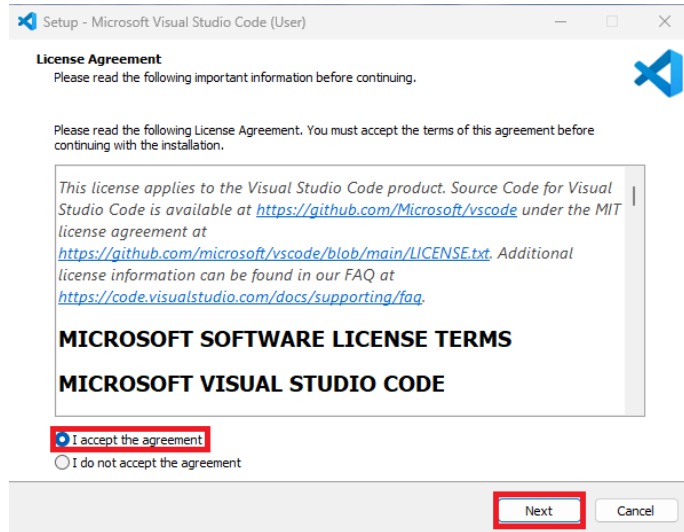 Setup - Microsoft Visual Studio Code (User)
License Agreement
Please read the following important information before continuing.
Please read the following License Agreement. You must accept the terms of this agreement before
continuing with the installation.
This license applies to the Visual Studio Code product. Source Code for Visual
Studio Code is available at https://github.com/Microsoft/vscode under the MIT
license agreement at
https://github.com/microsoft/vscode/blob/main/LICENSE.txt. Additional
license information can be found in our FAQ at
https://code.visualstudio.com/docs/supporting/faq.
MICROSOFT SOFTWARE LICENSE TERMS
MICROSOFT VISUAL STUDIO CODE
I accept the agreement
I do not accept the agreement
Next Cancel